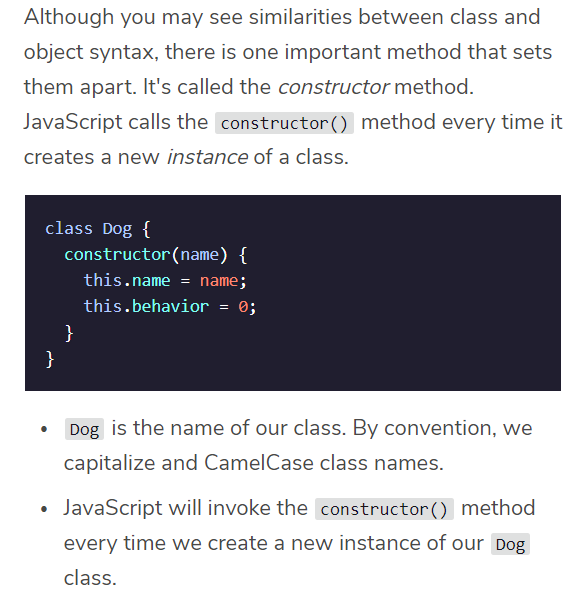 Although you may see similarities between class and
object syntax, there is one important method that sets
them apart. It's called the constructor method.
JavaScript calls the constructor() method every time it
creates a new instance of a class.
class Dog {
  constructor(name) {
    this.name = name;
    this.behavior = 0;
  }
}
• Dog is the name of our class. By convention, we
capitalize and CamelCase class names.
• JavaScript will invoke the constructor() method
every time we create a new instance of our Dog
class.